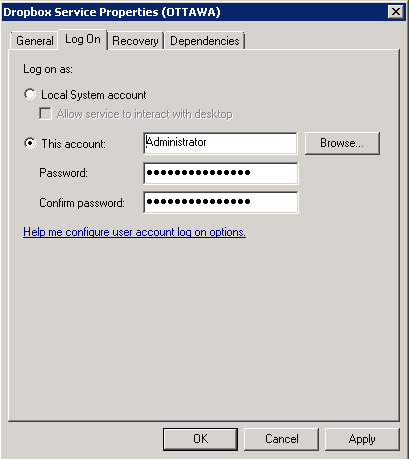 Dropbox Service Properties (OTTAWA)
General Log On Recovery Dependencies
Log on as:
Local System account
Allow service to interact with desktop
This account: Administrator Browse...
Password: ●●●●●●●●●●●●●●●
Confirm password: ●●●●●●●●●●●●●●●
Help me configure user account log on options.
OK Cancel Apply